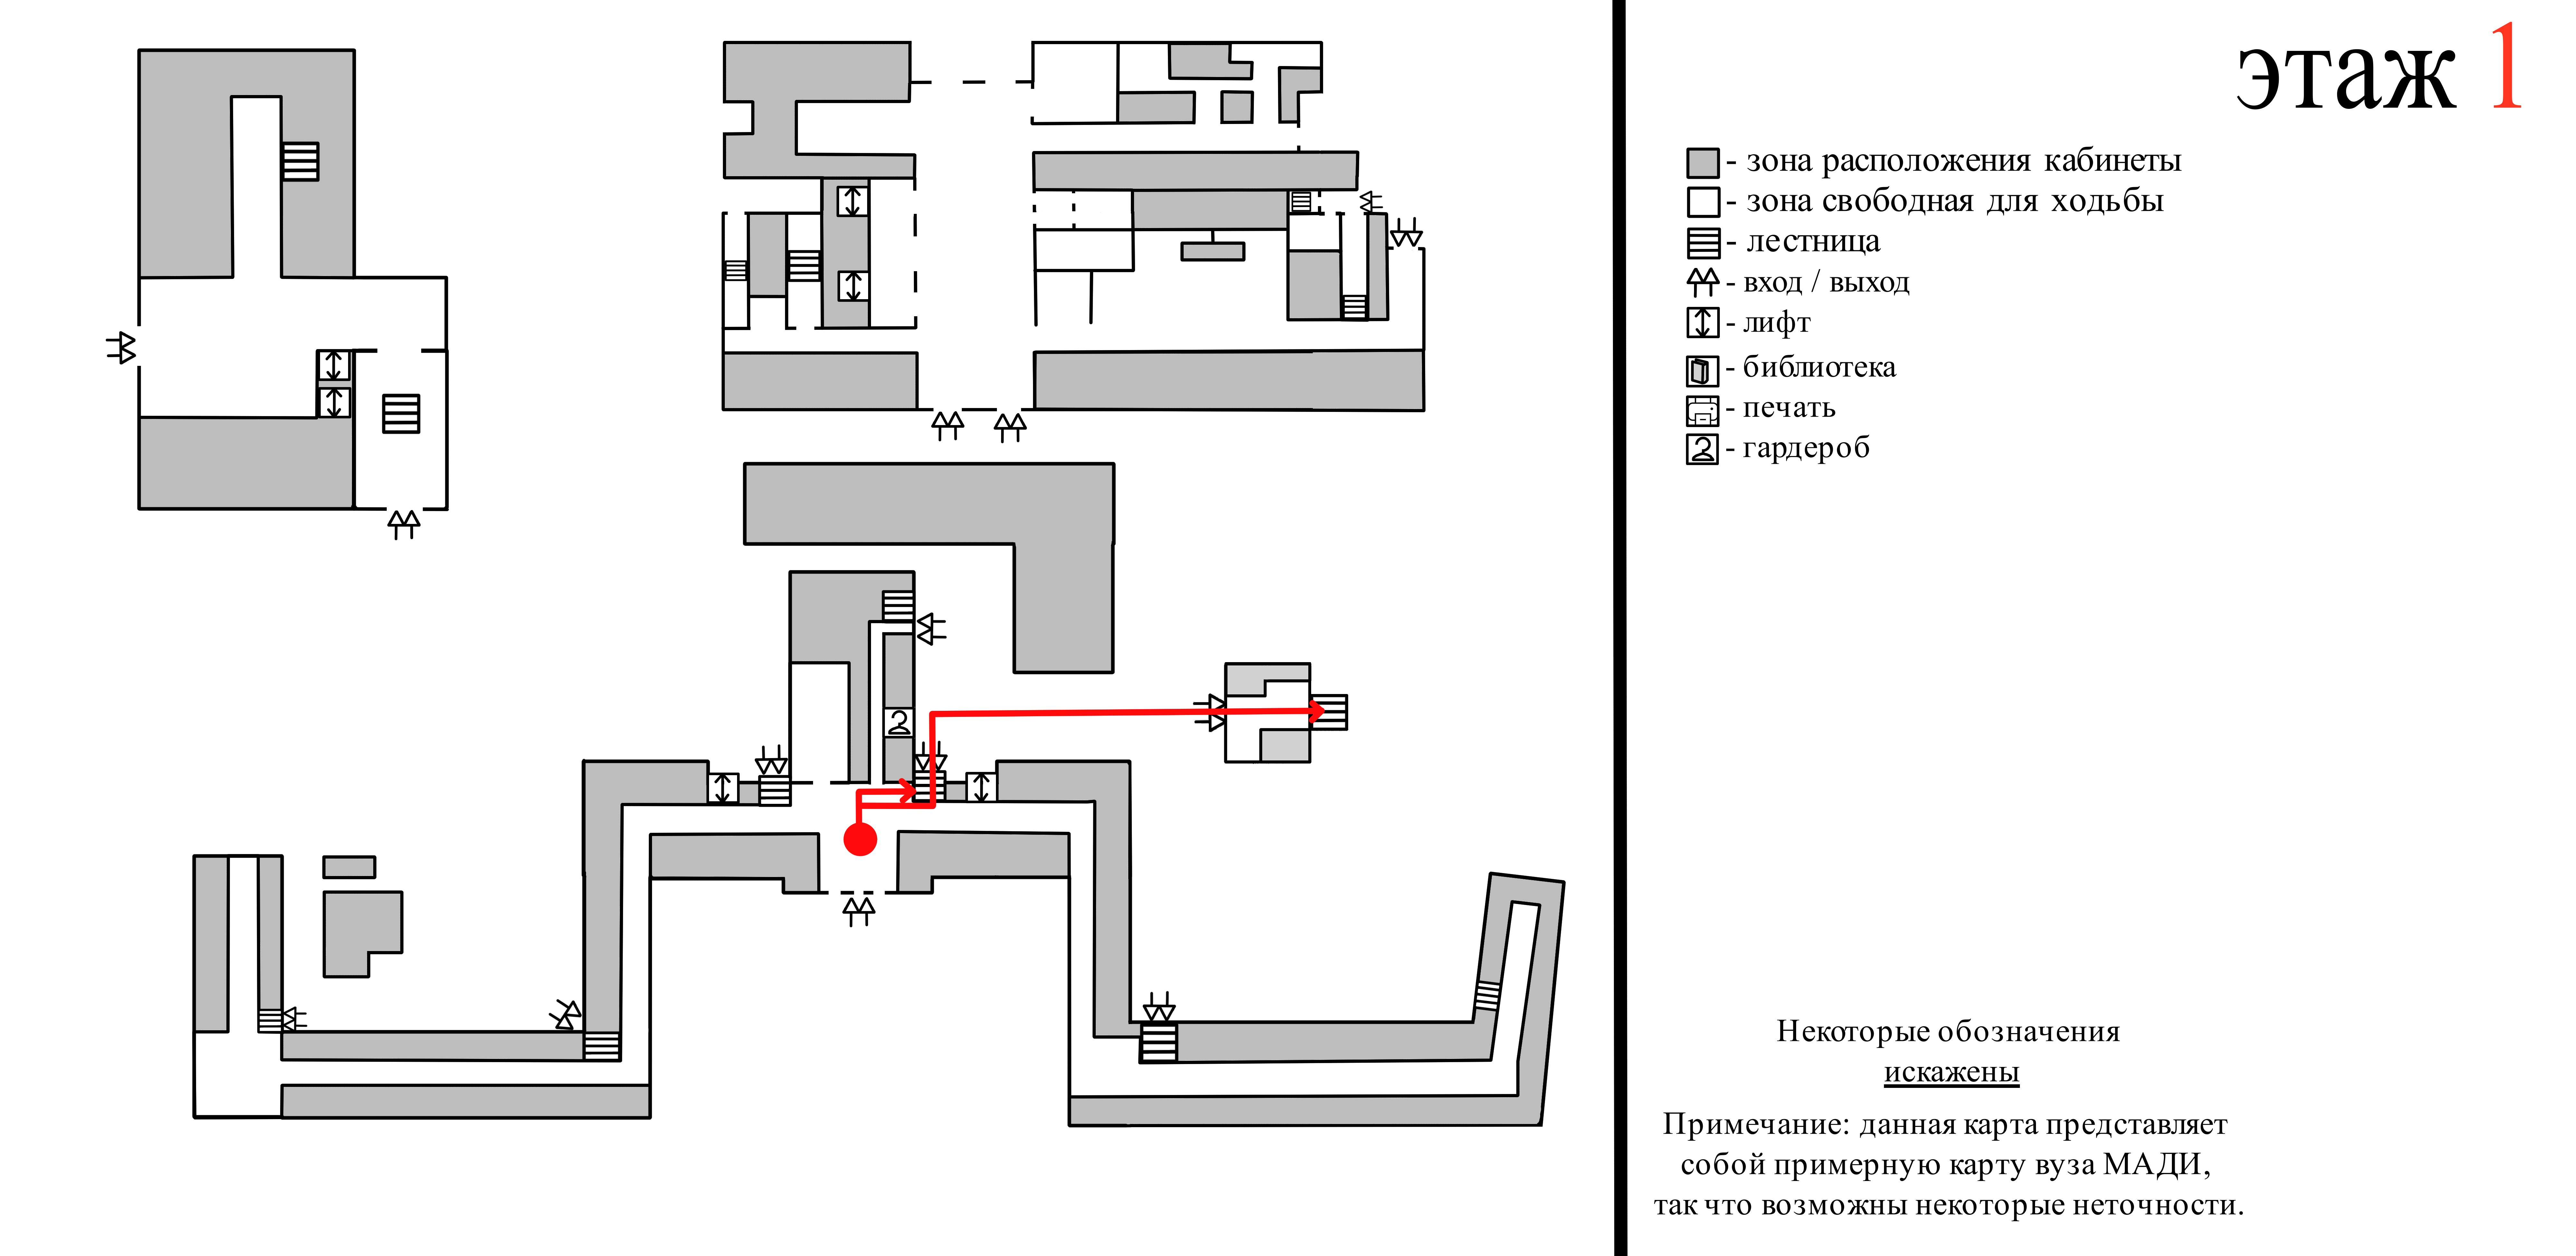 этаж 1
- зона расположения кабинеты
- зона свободная для ходьбы
- лестница
- вход / выход
- лифт
- библиотека
- печать
- гардероб
Некоторые обозначения
искажены
Примечание: данная карта представляет
собой примерную карту вуза МАДИ,
так что возможны некоторые неточности.